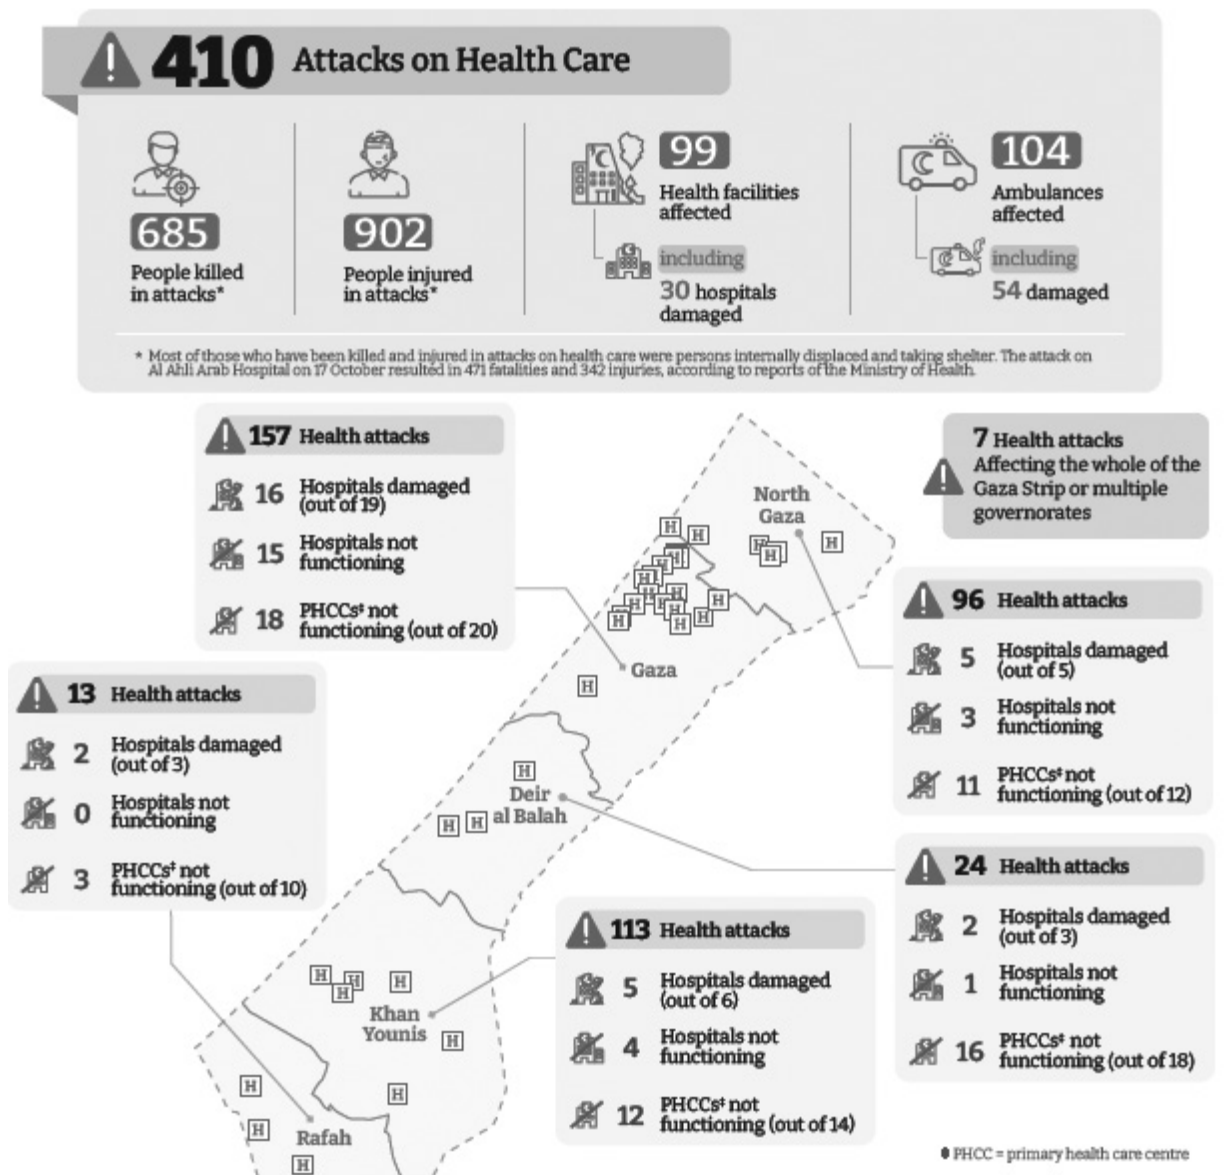 410 Attacks on Health Care
685
People killed
in attacks*
902
People injured
in attacks*
99
Health facilities
affected
including
30 hospitals
damaged
104
Ambulances
affected
including
54 damaged
* Most of those who have been killed and injured in attacks on health care were persons internally displaced and taking shelter. The attack on
Al Ahli Arab Hospital on 17 October resulted in 471 fatalities and 342 injuries, according to reports of the Ministry of Health.
157 Health attacks
16 Hospitals damaged
(out of 19)
15 Hospitals not
functioning
18 PHCCs‡ not
functioning (out of 20)
7 Health attacks
Affecting the whole of the
Gaza Strip or multiple
governorates
North
Gaza
96 Health attacks
5 Hospitals damaged
(out of 5)
3 Hospitals not
functioning
11 PHCCs‡ not
functioning (out of 12)
Gaza
13 Health attacks
2 Hospitals damaged
(out of 3)
0 Hospitals not
functioning
3 PHCCs‡ not
functioning (out of 10)
Deir
al Balah
24 Health attacks
2 Hospitals damaged
(out of 3)
1 Hospitals not
functioning
16 PHCCs‡ not
functioning (out of 18)
113 Health attacks
5 Hospitals damaged
(out of 6)
4 Hospitals not
functioning
12 PHCCs‡ not
functioning (out of 14)
Khan
Younis
Rafah
PHCC = primary health care centre